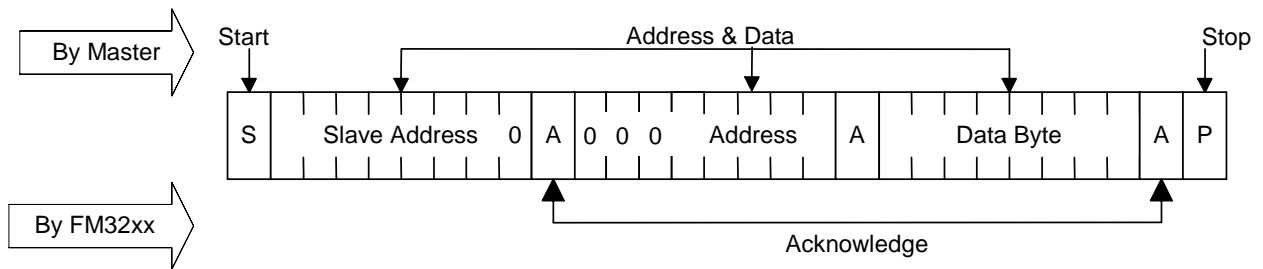 By Master
Start
Address & Data
Stop
S Slave Address 0 A 0 0 0 Address A Data Byte A P
By FM32xx
Acknowledge